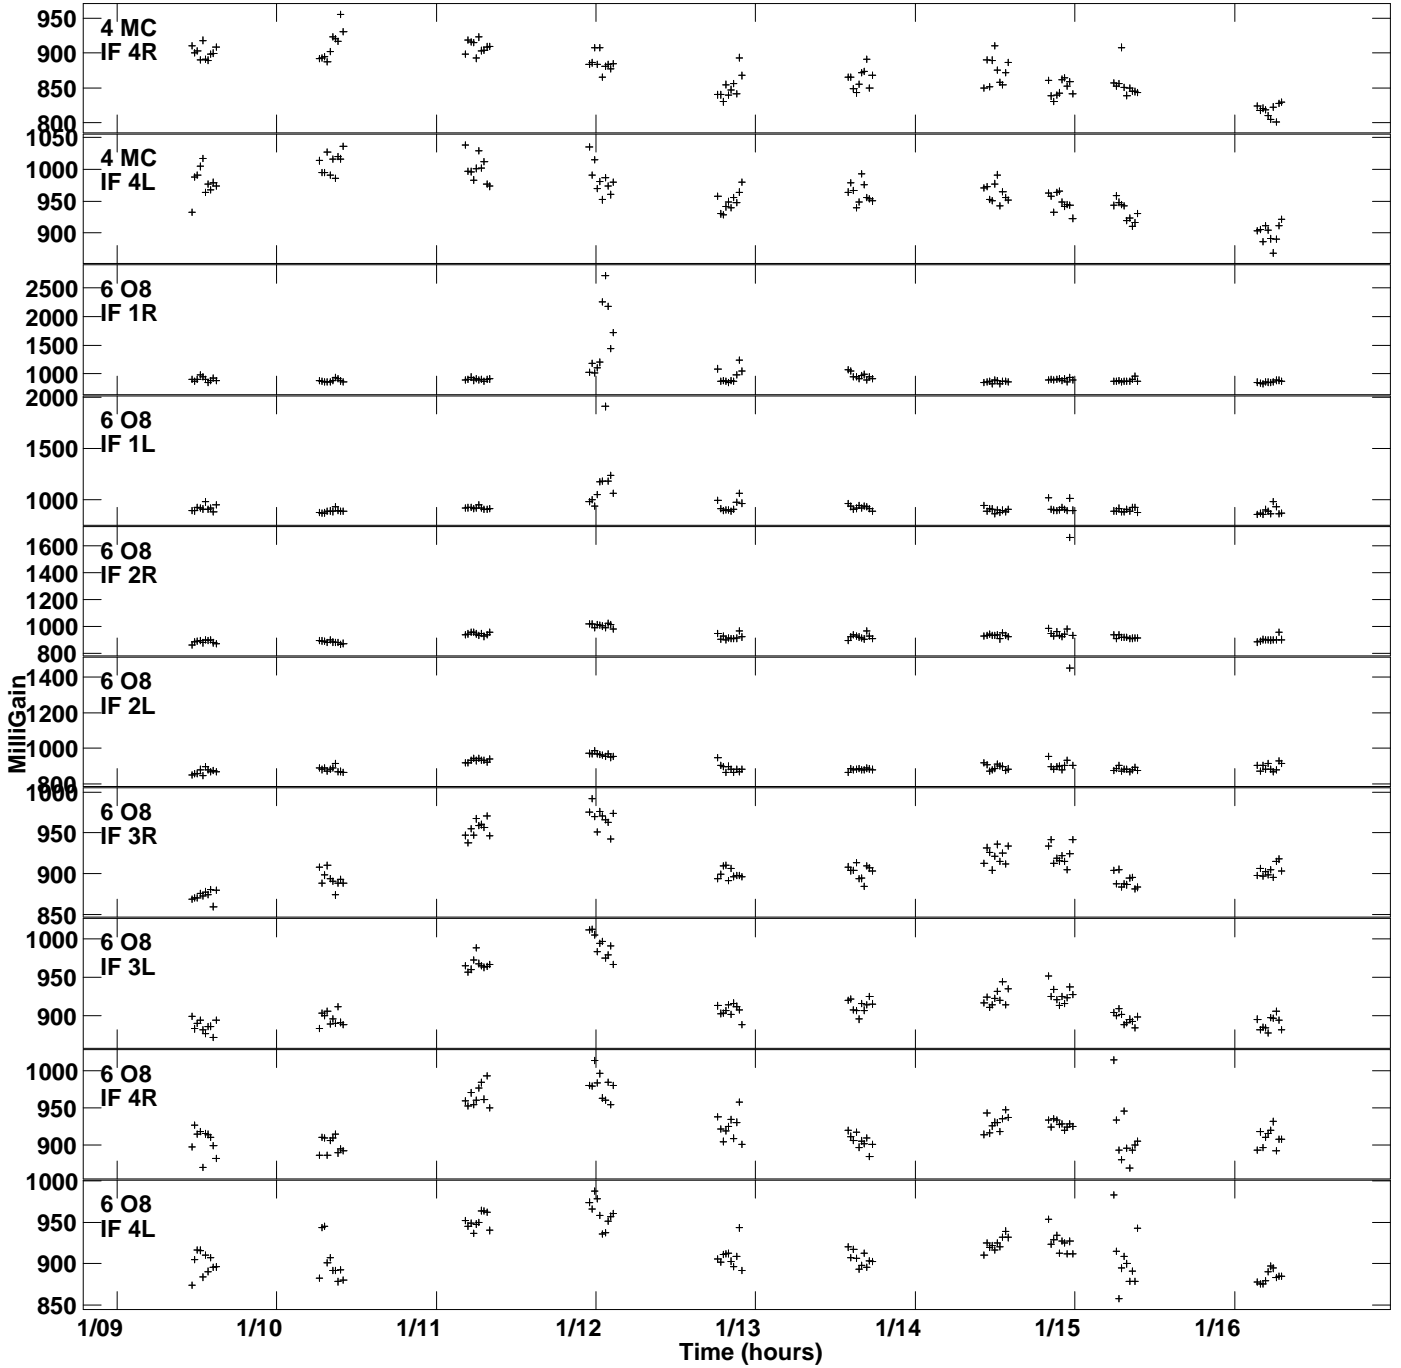 950
900
850
800
4 MC
IF 4R
1050
1000
950
900
4 MC
IF 4L
2500
2000
1500
1000
6 O8
IF 1R
2000
1500
1000
6 O8
IF 1L
1600
1400
1200
1000
800
6 O8
IF 2R
1400
1200
1000
800
6 O8
IF 2L
MilliGain
1000
950
900
850
6 O8
IF 3R
1000
950
900
6 O8
IF 3L
1000
950
900
6 O8
IF 4R
1000
950
900
850
6 O8
IF 4L
1/09 1/10 1/11 1/12 1/13 1/14 1/15 1/16
Time (hours)